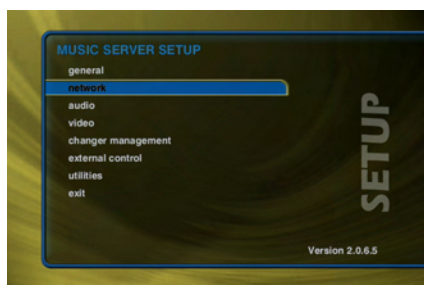 MUSIC SERVER SETUP
general
network
audio
video
changer management
external control
utilities
exit
SETUP
Version 2.0.6.5